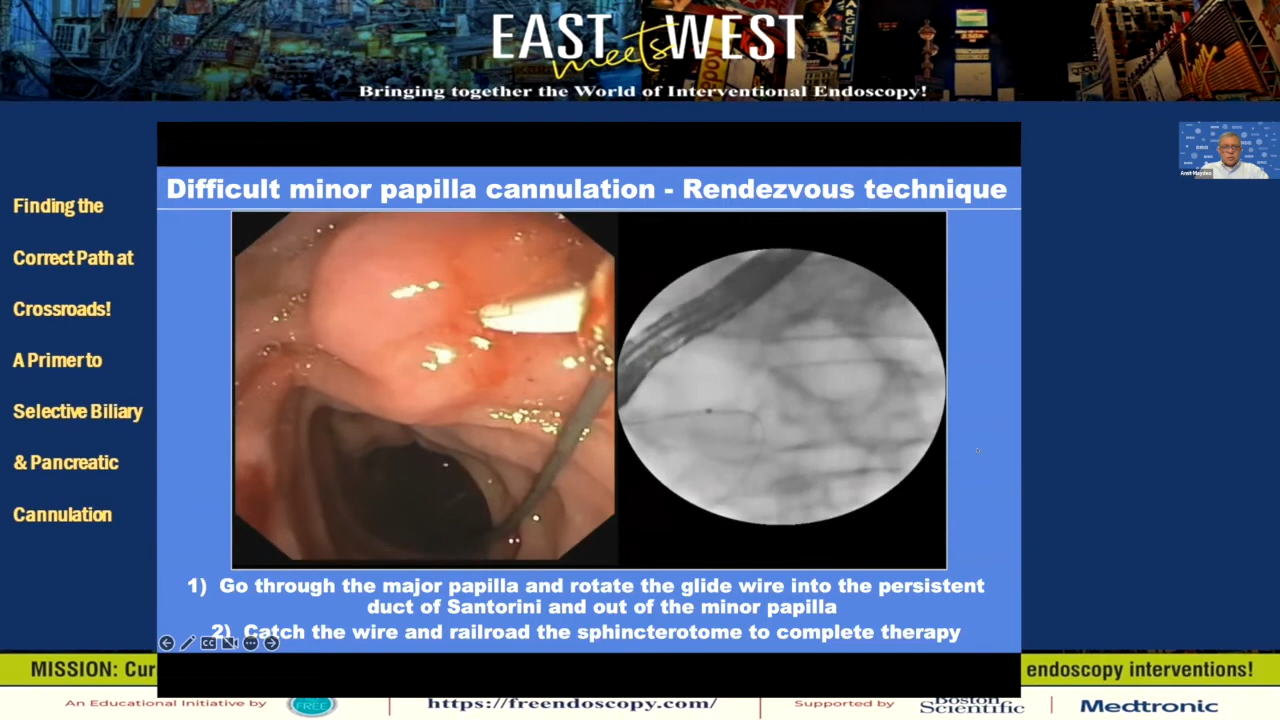 EAST meets WEST
Bringing together the World of Interventional Endoscopy!
Difficult minor papilla cannulation - Rendezvous technique
Finding the
Correct Path at
Crossroads!
A Primer to
Selective Biliary
& Pancreatic
Cannulation
1) Go through the major papilla and rotate the glide wire into the persistent
duct of Santorini and out of the minor papilla
2) Catch the wire and railroad the sphincterotome to complete therapy
MISSION: Cur
endoscopy interventions!
An Educational Initiative by
FREE
https://freendoscopy.com/
Supported by
Boston
Scientific
Medtronic